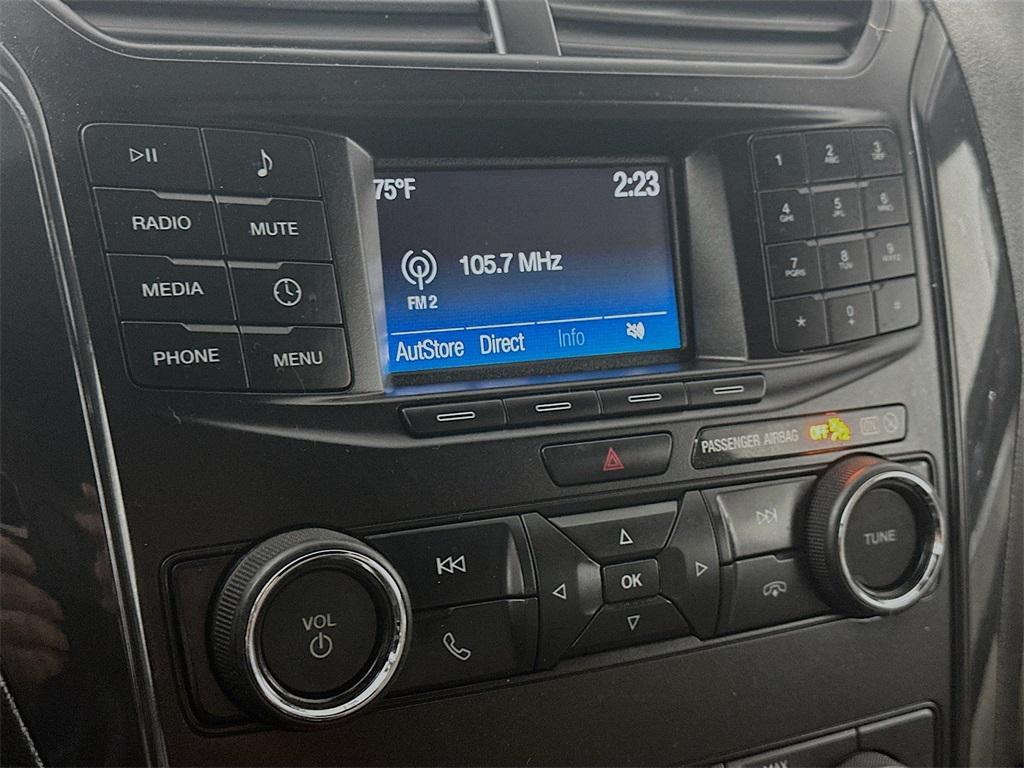 75°F 2:23
105.7 MHz
FM 2
AutStore Direct Info
RADIO
MUTE
MEDIA
PHONE
MENU
1
2
ABC
3
DEF
4
GHI
5
JKL
6
MNO
7
PQRS
8
TUV
9
WXYZ
*
0
+
#
PASSENGER AIRBAG OFF ON
VOL
OK
TUNE
MAX